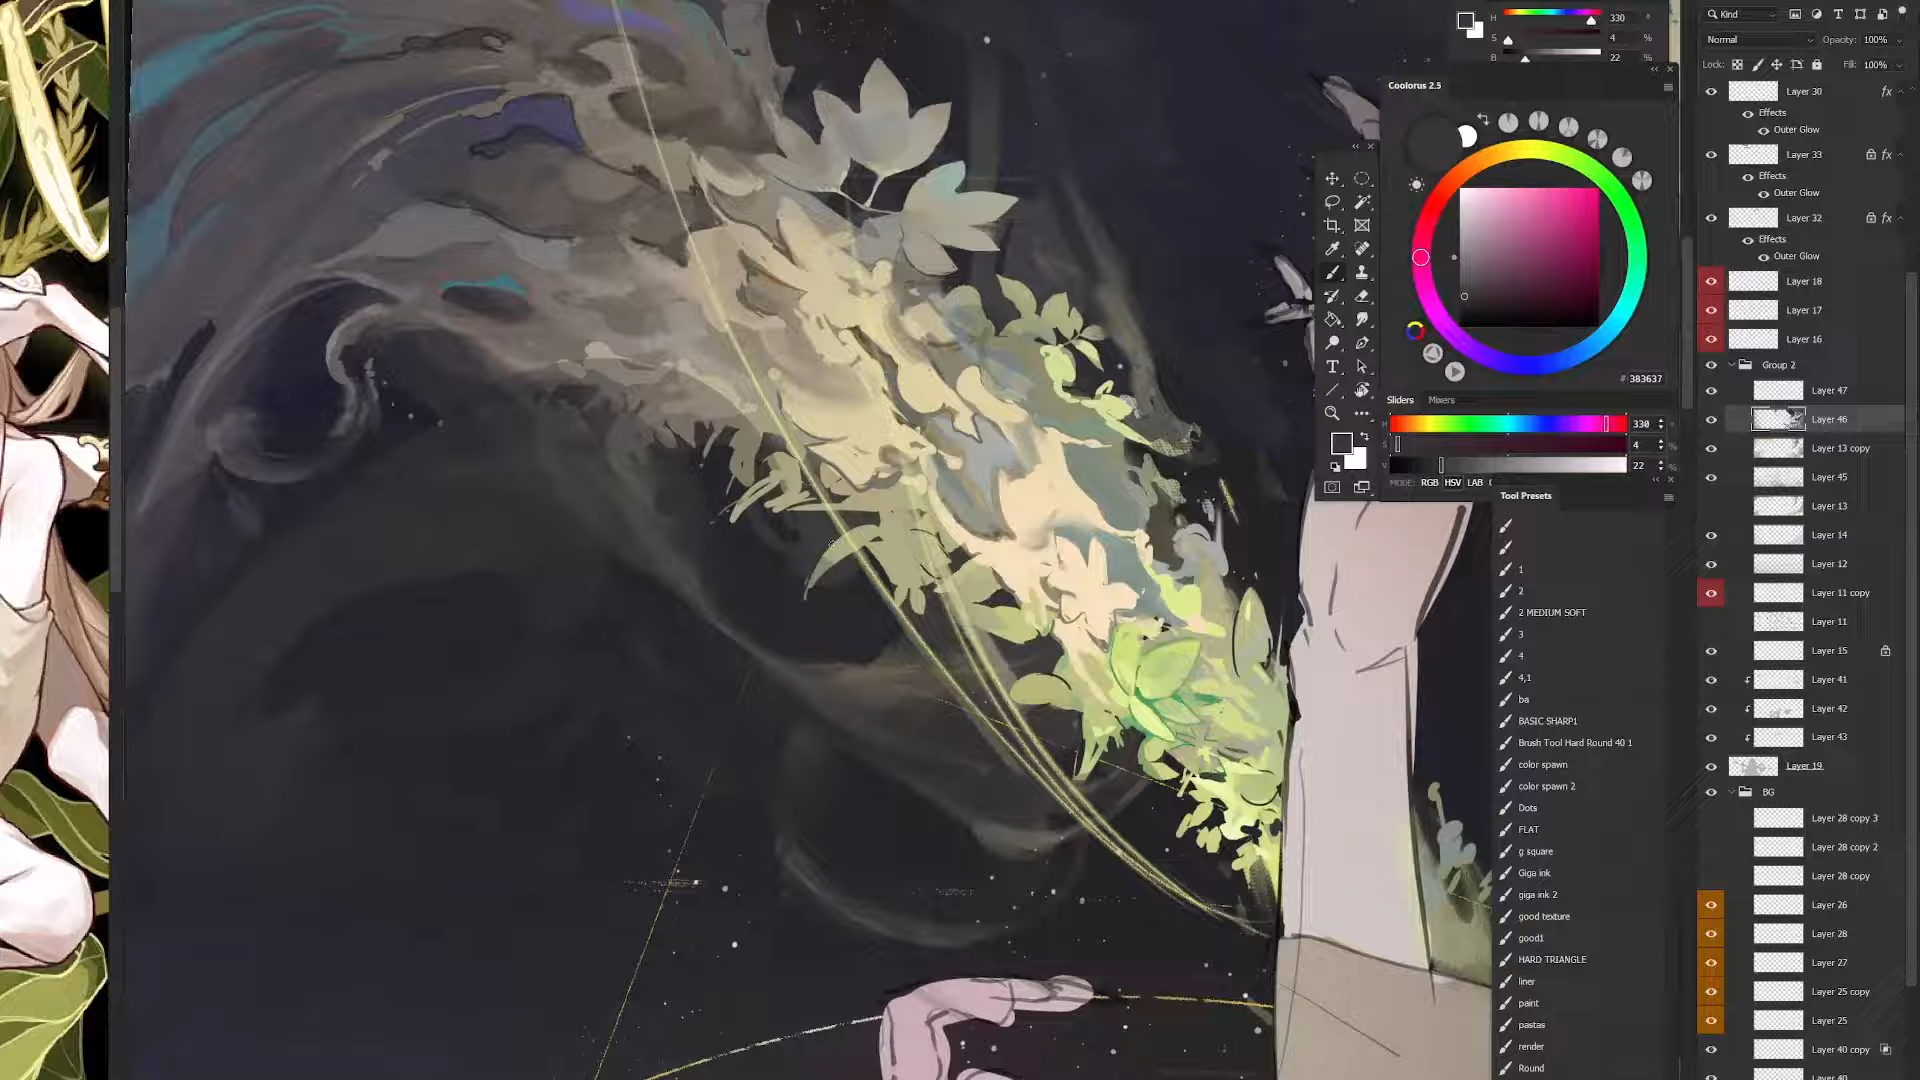 H 330 °
S 4 %
B 22 %
Coolorus 2.5
# 383637
Sliders Mixers
H 330
S 4 %
V 22 %
MODE: RGB HSV LAB
Tool Presets
1
2
2 MEDIUM SOFT
3
4
4,1
ba
BASIC SHARP1
Brush Tool Hard Round 40 1
color spawn
color spawn 2
Dots
FLAT
g square
Giga ink
giga ink 2
good texture
good1
HARD TRIANGLE
liner
paint
pastas
render
Round
Kind
Normal Opacity: 100%
Lock: Fill: 100%
Layer 30 fx
Effects
Outer Glow
Layer 33 fx
Effects
Outer Glow
Layer 32 fx
Effects
Outer Glow
Layer 18
Layer 17
Layer 16
Group 2
Layer 47
Layer 46
Layer 13 copy
Layer 45
Layer 13
Layer 14
Layer 12
Layer 11 copy
Layer 11
Layer 15
Layer 41
Layer 42
Layer 43
Layer 19
BG
Layer 28 copy 3
Layer 28 copy 2
Layer 28 copy
Layer 26
Layer 28
Layer 27
Layer 25 copy
Layer 25
Layer 40 copy
Layer 40